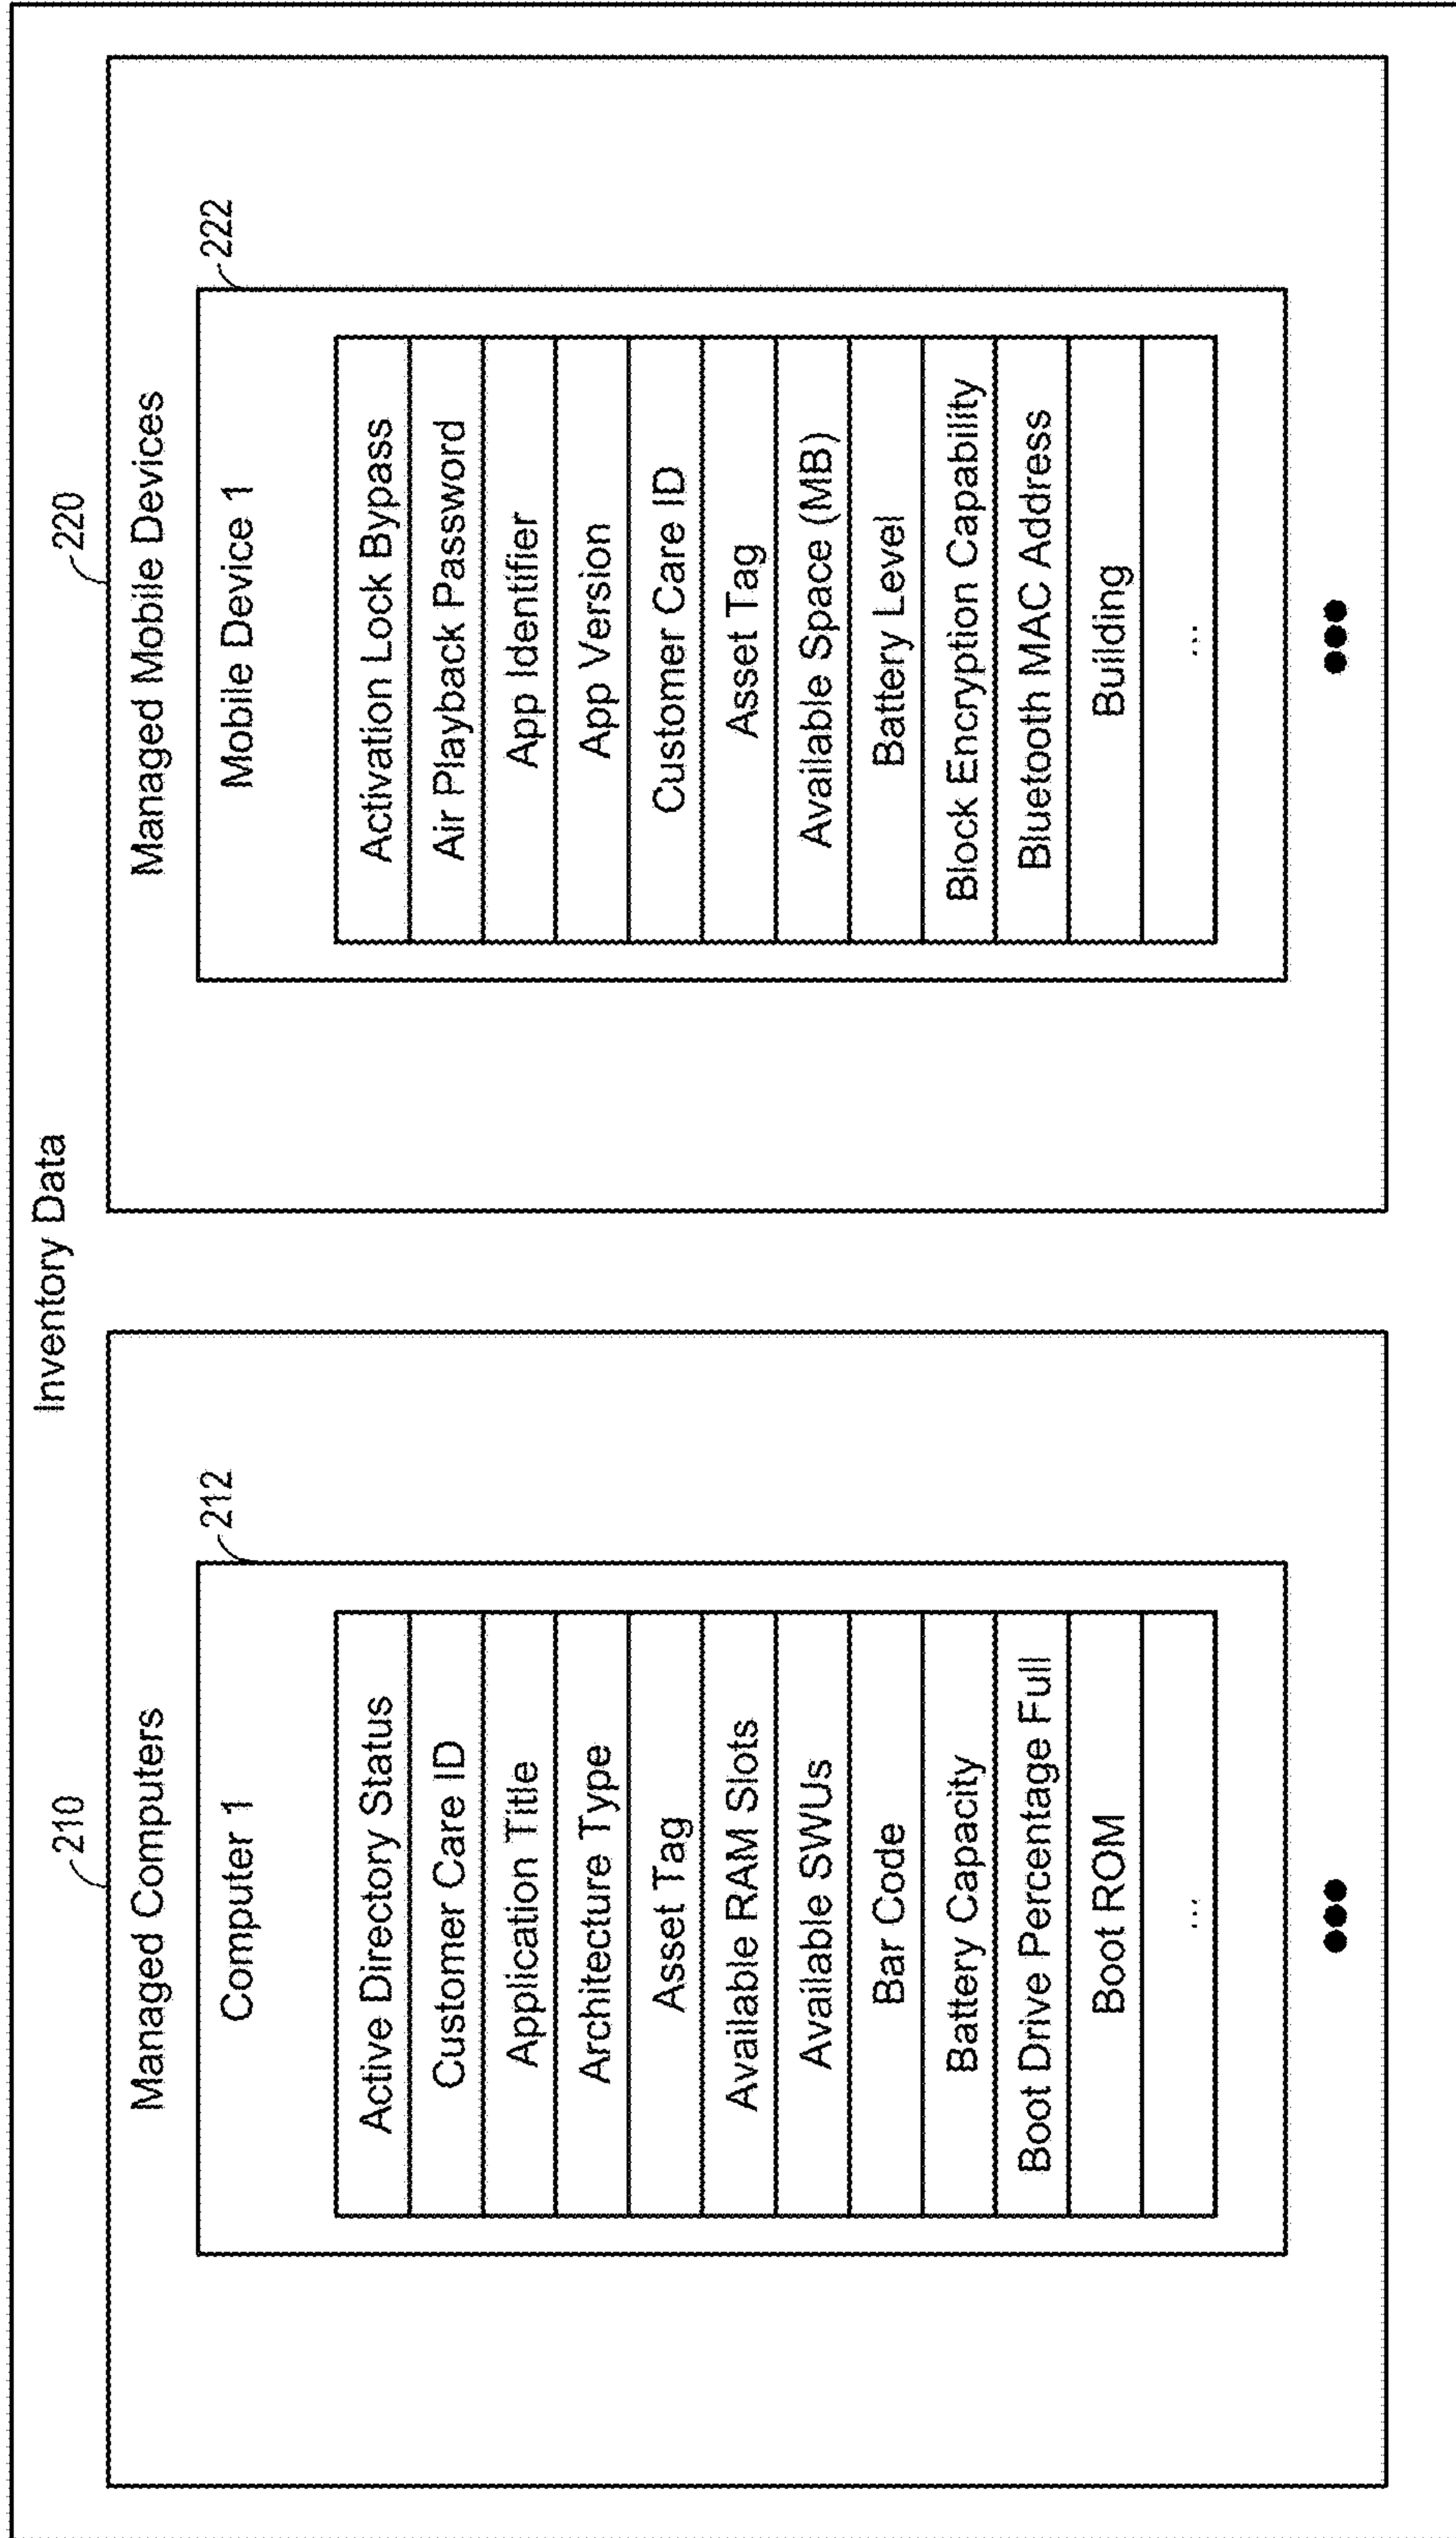 Inventory Data
210
Managed Computers
212
Computer 1
Active Directory Status
Customer Care ID
Application Title
Architecture Type
Asset Tag
Available RAM Slots
Available SWUs
Bar Code
Battery Capacity
Boot Drive Percentage Full
Boot ROM
...
220
Managed Mobile Devices
222
Mobile Device 1
Activation Lock Bypass
Air Playback Password
App Identifier
App Version
Customer Care ID
Asset Tag
Available Space (MB)
Battery Level
Block Encryption Capability
Bluetooth MAC Address
Building
...